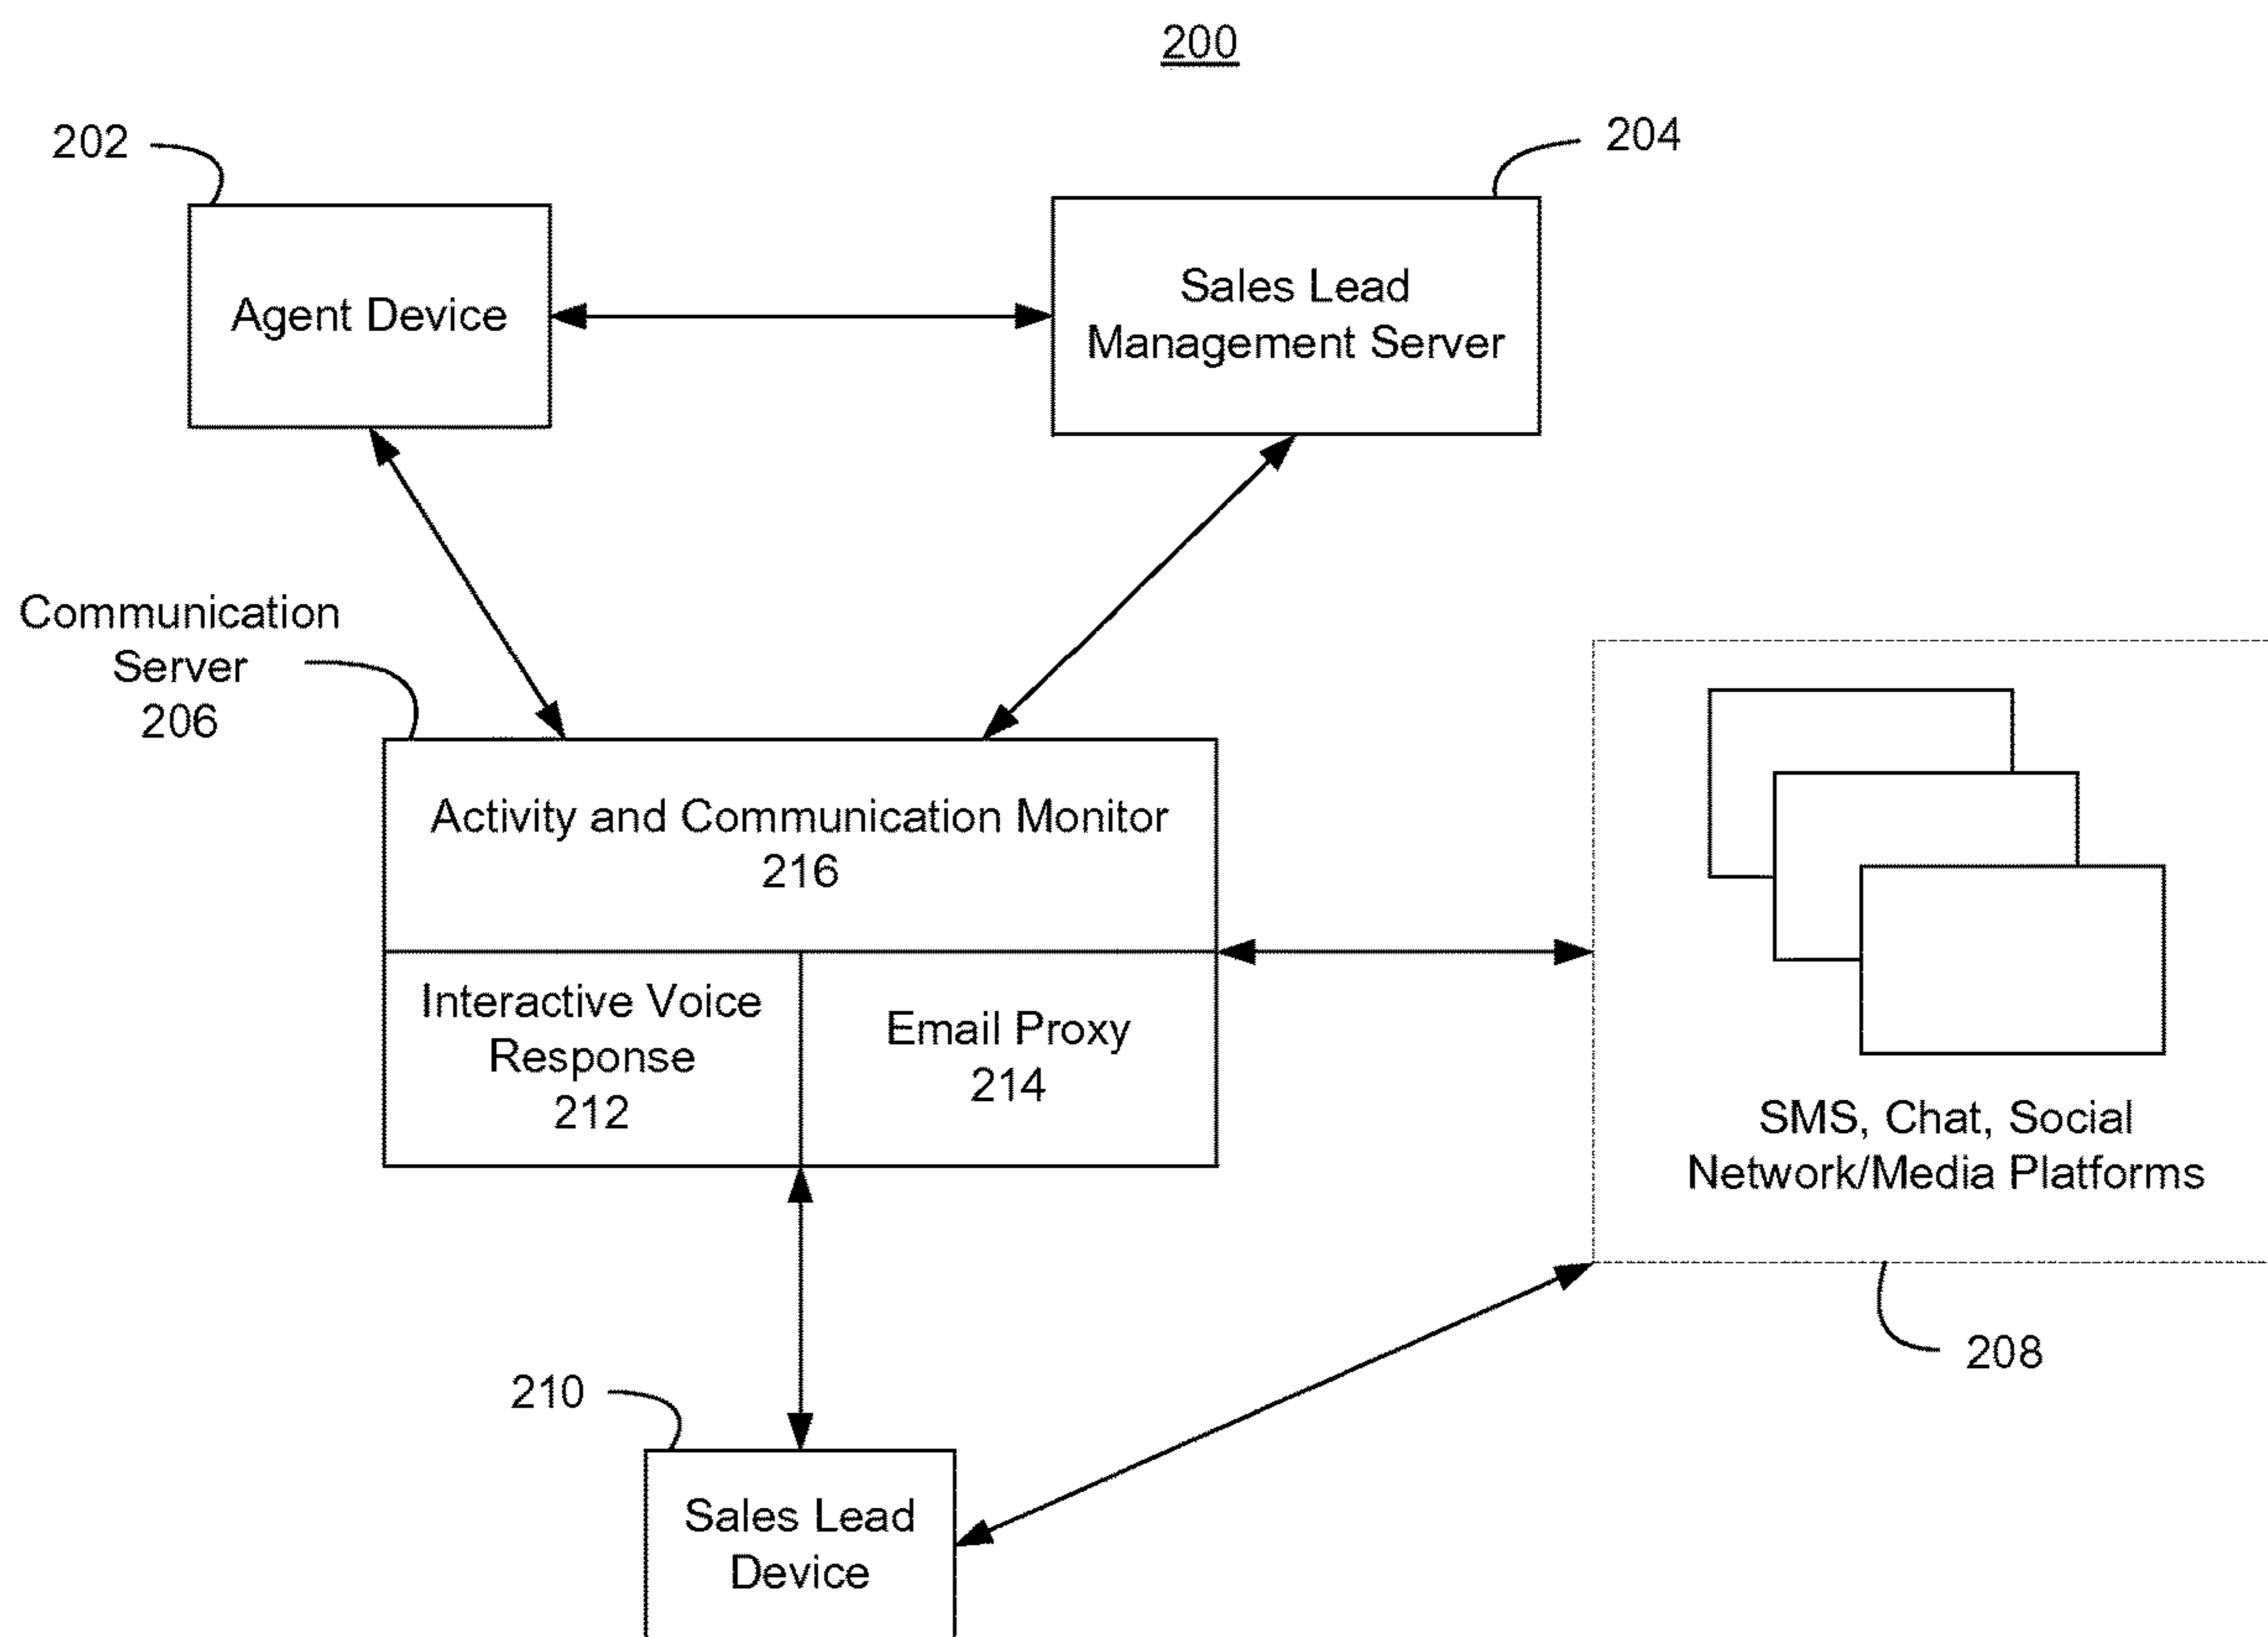 200
202
204
Agent Device
Sales Lead
Management Server
Communication
Server
206
Activity and Communication Monitor
216
Interactive Voice
Response
212
Email Proxy
214
SMS, Chat, Social
Network/Media Platforms
208
210
Sales Lead
Device